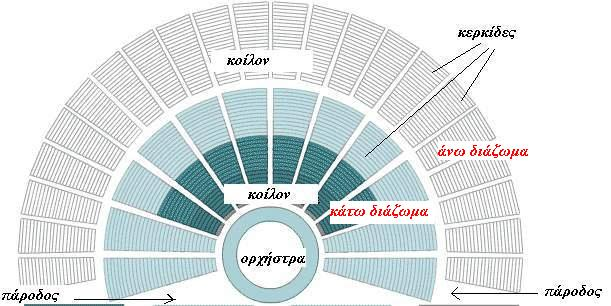 κερκίδες
κοίλον
άνω διάζωμα
κοίλον
κάτω διάζωμα
ορχήστρα
πάροδος
πάροδος